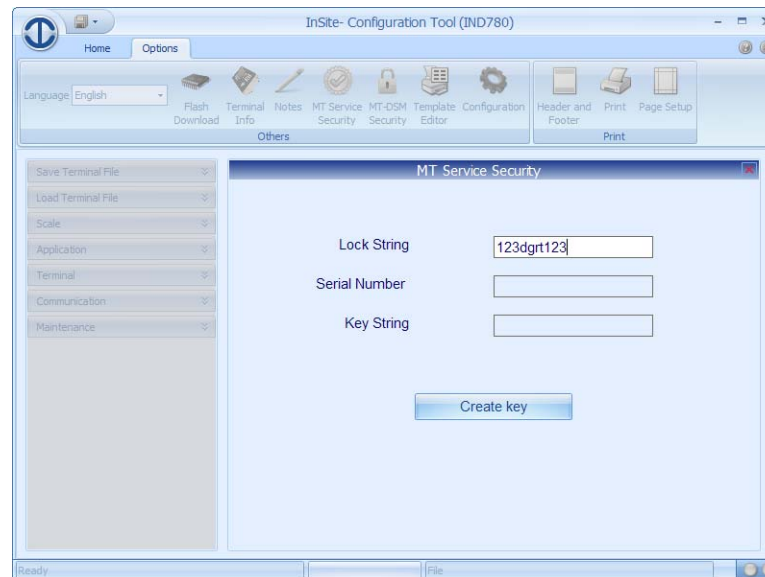 InSite- Configuration Tool (IND780)
Home Options
Language English
Flash Download
Terminal Info
Notes
MT Service Security
MT-DSM Security
Template Editor
Configuration
Header and Footer
Print
Page Setup
Others
Print
Save Terminal File
Load Terminal File
Scale
Application
Terminal
Communication
Maintenance
MT Service Security
Lock String 123dgrt123
Serial Number
Key String
Create key
Ready
File